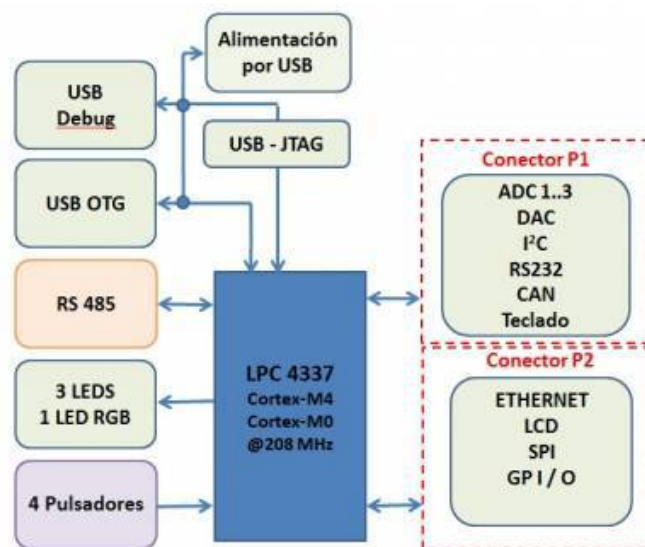 Alimentación
por USB
USB
Debug
USB - JTAG
USB OTG
RS 485
3 LEDS
1 LED RGB
4 Pulsadores
LPC 4337
Cortex-M4
Cortex-M0
@208 MHz
Conector P1
ADC 1..3
DAC
I²C
RS232
CAN
Teclado
Conector P2
ETHERNET
LCD
SPI
GP I / O